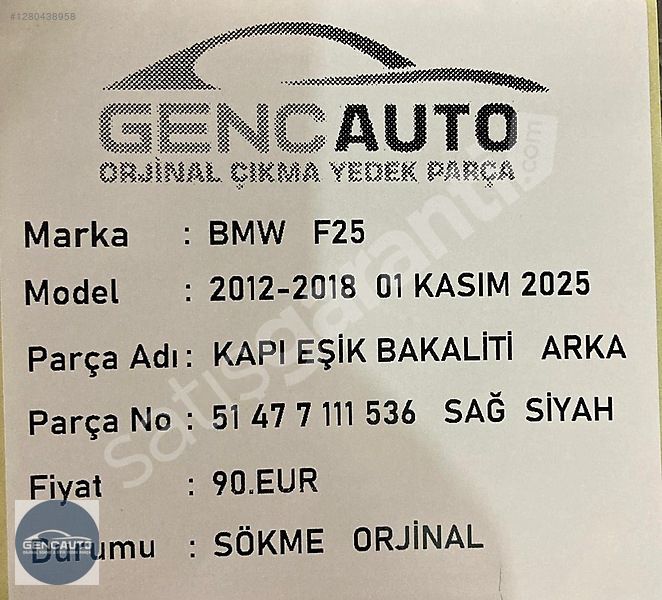 #1280438958
GENCAUTO
ORJİNAL ÇIKMA YEDEK PARÇA
satışgaranti.com
Marka : BMW F25
Model : 2012-2018 01 KASIM 2025
Parça Adı : KAPI EŞİK BAKALİTİ ARKA
Parça No : 51 47 7 111 536 SAĞ SİYAH
Fiyat : 90.EUR
Durumu : SÖKME ORJİNAL
GENCAUTO